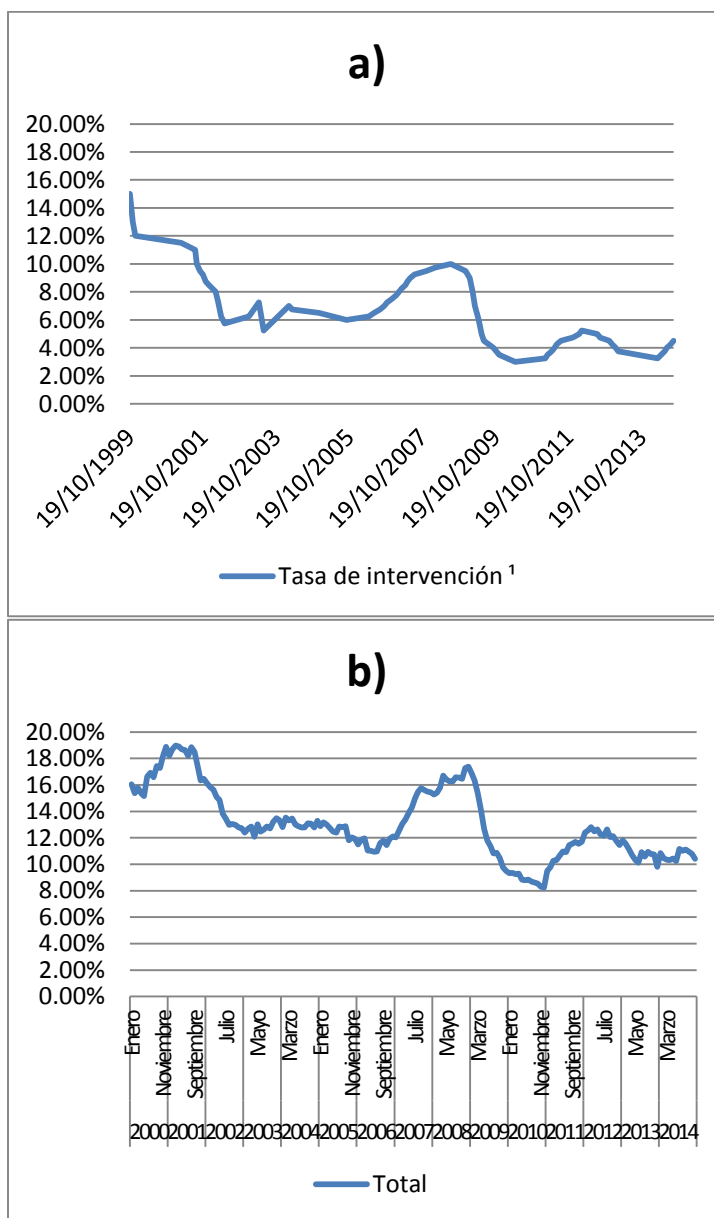 a)
20.00%
18.00%
16.00%
14.00%
12.00%
10.00%
8.00%
6.00%
4.00%
2.00%
0.00%
19/10/1999
19/10/2001
19/10/2003
19/10/2005
19/10/2007
19/10/2009
19/10/2011
19/10/2013
Tasa de intervención ¹
b)
20.00%
18.00%
16.00%
14.00%
12.00%
10.00%
8.00%
6.00%
4.00%
2.00%
0.00%
Enero
Noviembre
Septiembre
Julio
Mayo
Marzo
Enero
Noviembre
Septiembre
Julio
Mayo
Marzo
Enero
Noviembre
Septiembre
Julio
Mayo
Marzo
2000 2001 2002 2003 2004 2005 2006 2007 2008 2009 2010 2011 2012 2013 2014
Total